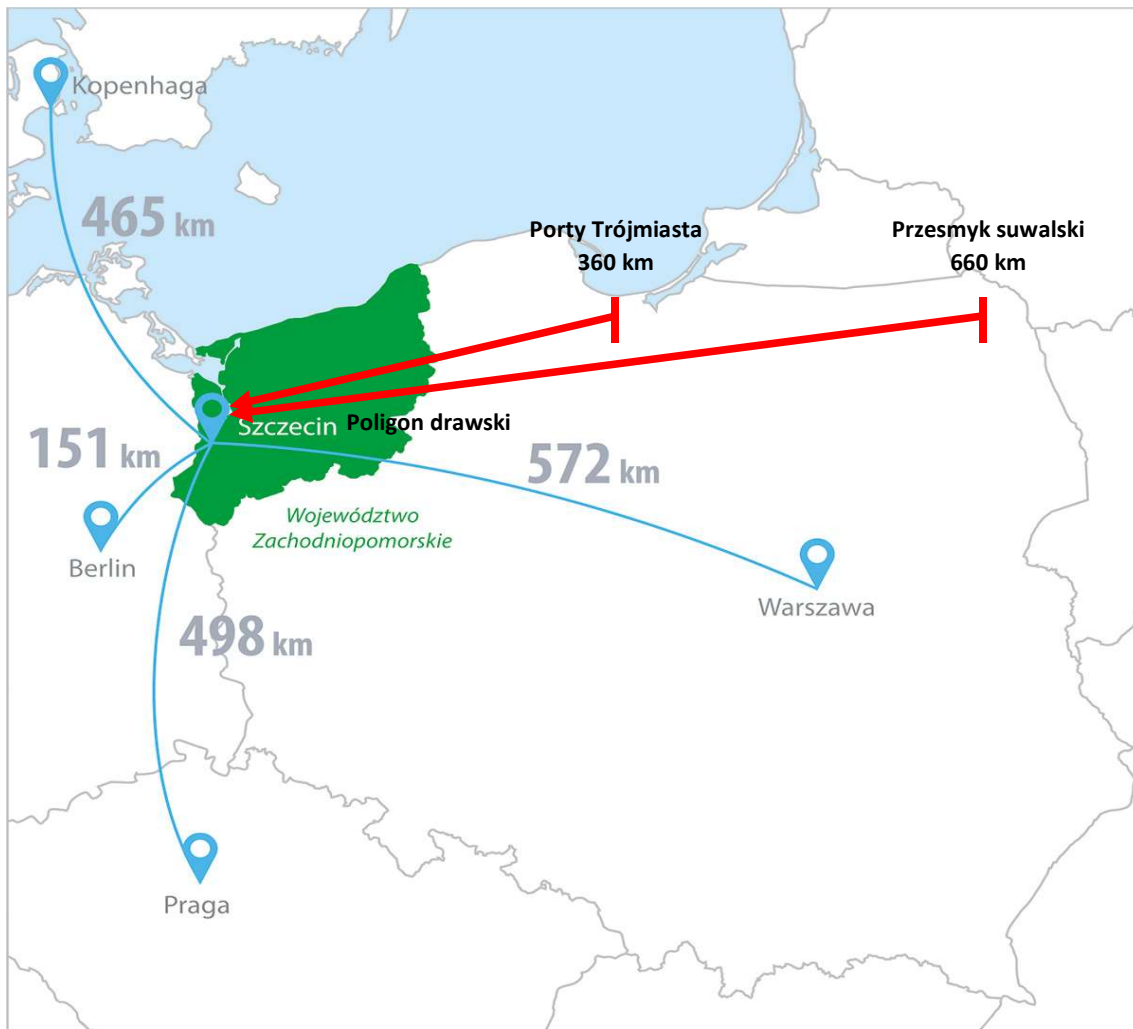 Kopenhaga
465 km
Porty Trójmiasta
360 km
Przesmyk suwalski
660 km
Szczecin
Poligon drawski
151 km
572 km
Województwo
Zachodniopomorskie
Berlin
Warszawa
498 km
Praga